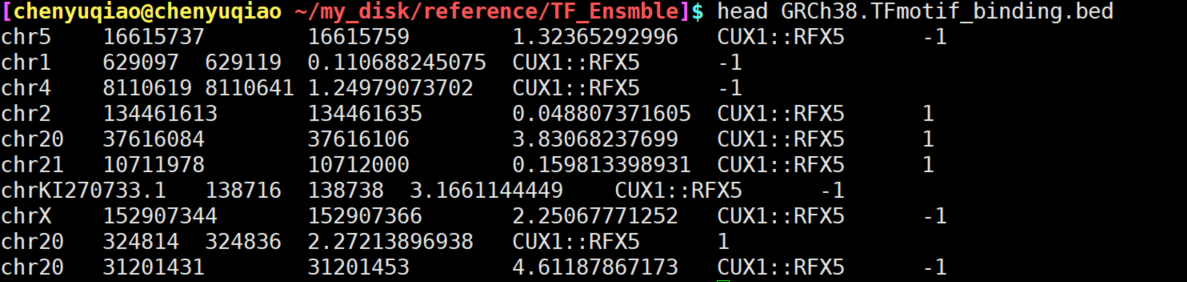 [chenyuqiao@chenyuqiao ~/my_disk/reference/TF_Ensmble]$ head GRCh38.TFmotif_binding.bed
chr5	16615737	16615759	1.32365292996	CUX1::RFX5	-1
chr1	629097	629119	0.110688245075	CUX1::RFX5	-1
chr4	8110619	8110641	1.24979073702	CUX1::RFX5	-1
chr2	134461613	134461635	0.048807371605	CUX1::RFX5	1
chr20	37616084	37616106	3.83068237699	CUX1::RFX5	1
chr21	10711978	10712000	0.159813398931	CUX1::RFX5	1
chrKI270733.1	138716	138738	3.1661144449	CUX1::RFX5	-1
chrX	152907344	152907366	2.25067771252	CUX1::RFX5	-1
chr20	324814	324836	2.27213896938	CUX1::RFX5	1
chr20	31201431	31201453	4.61187867173	CUX1::RFX5	-1